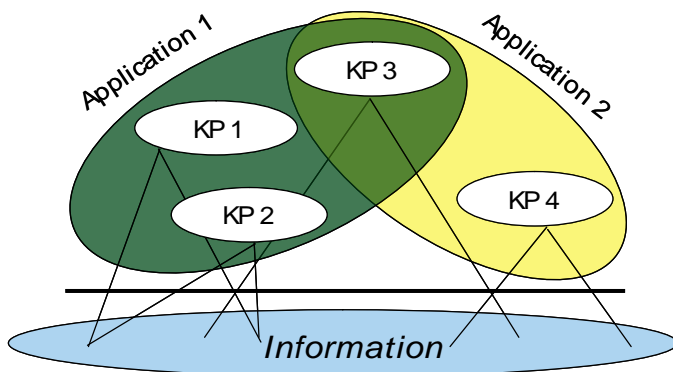 Application 1
Application 2
KP 3
KP 1
KP 2
KP 4
Information